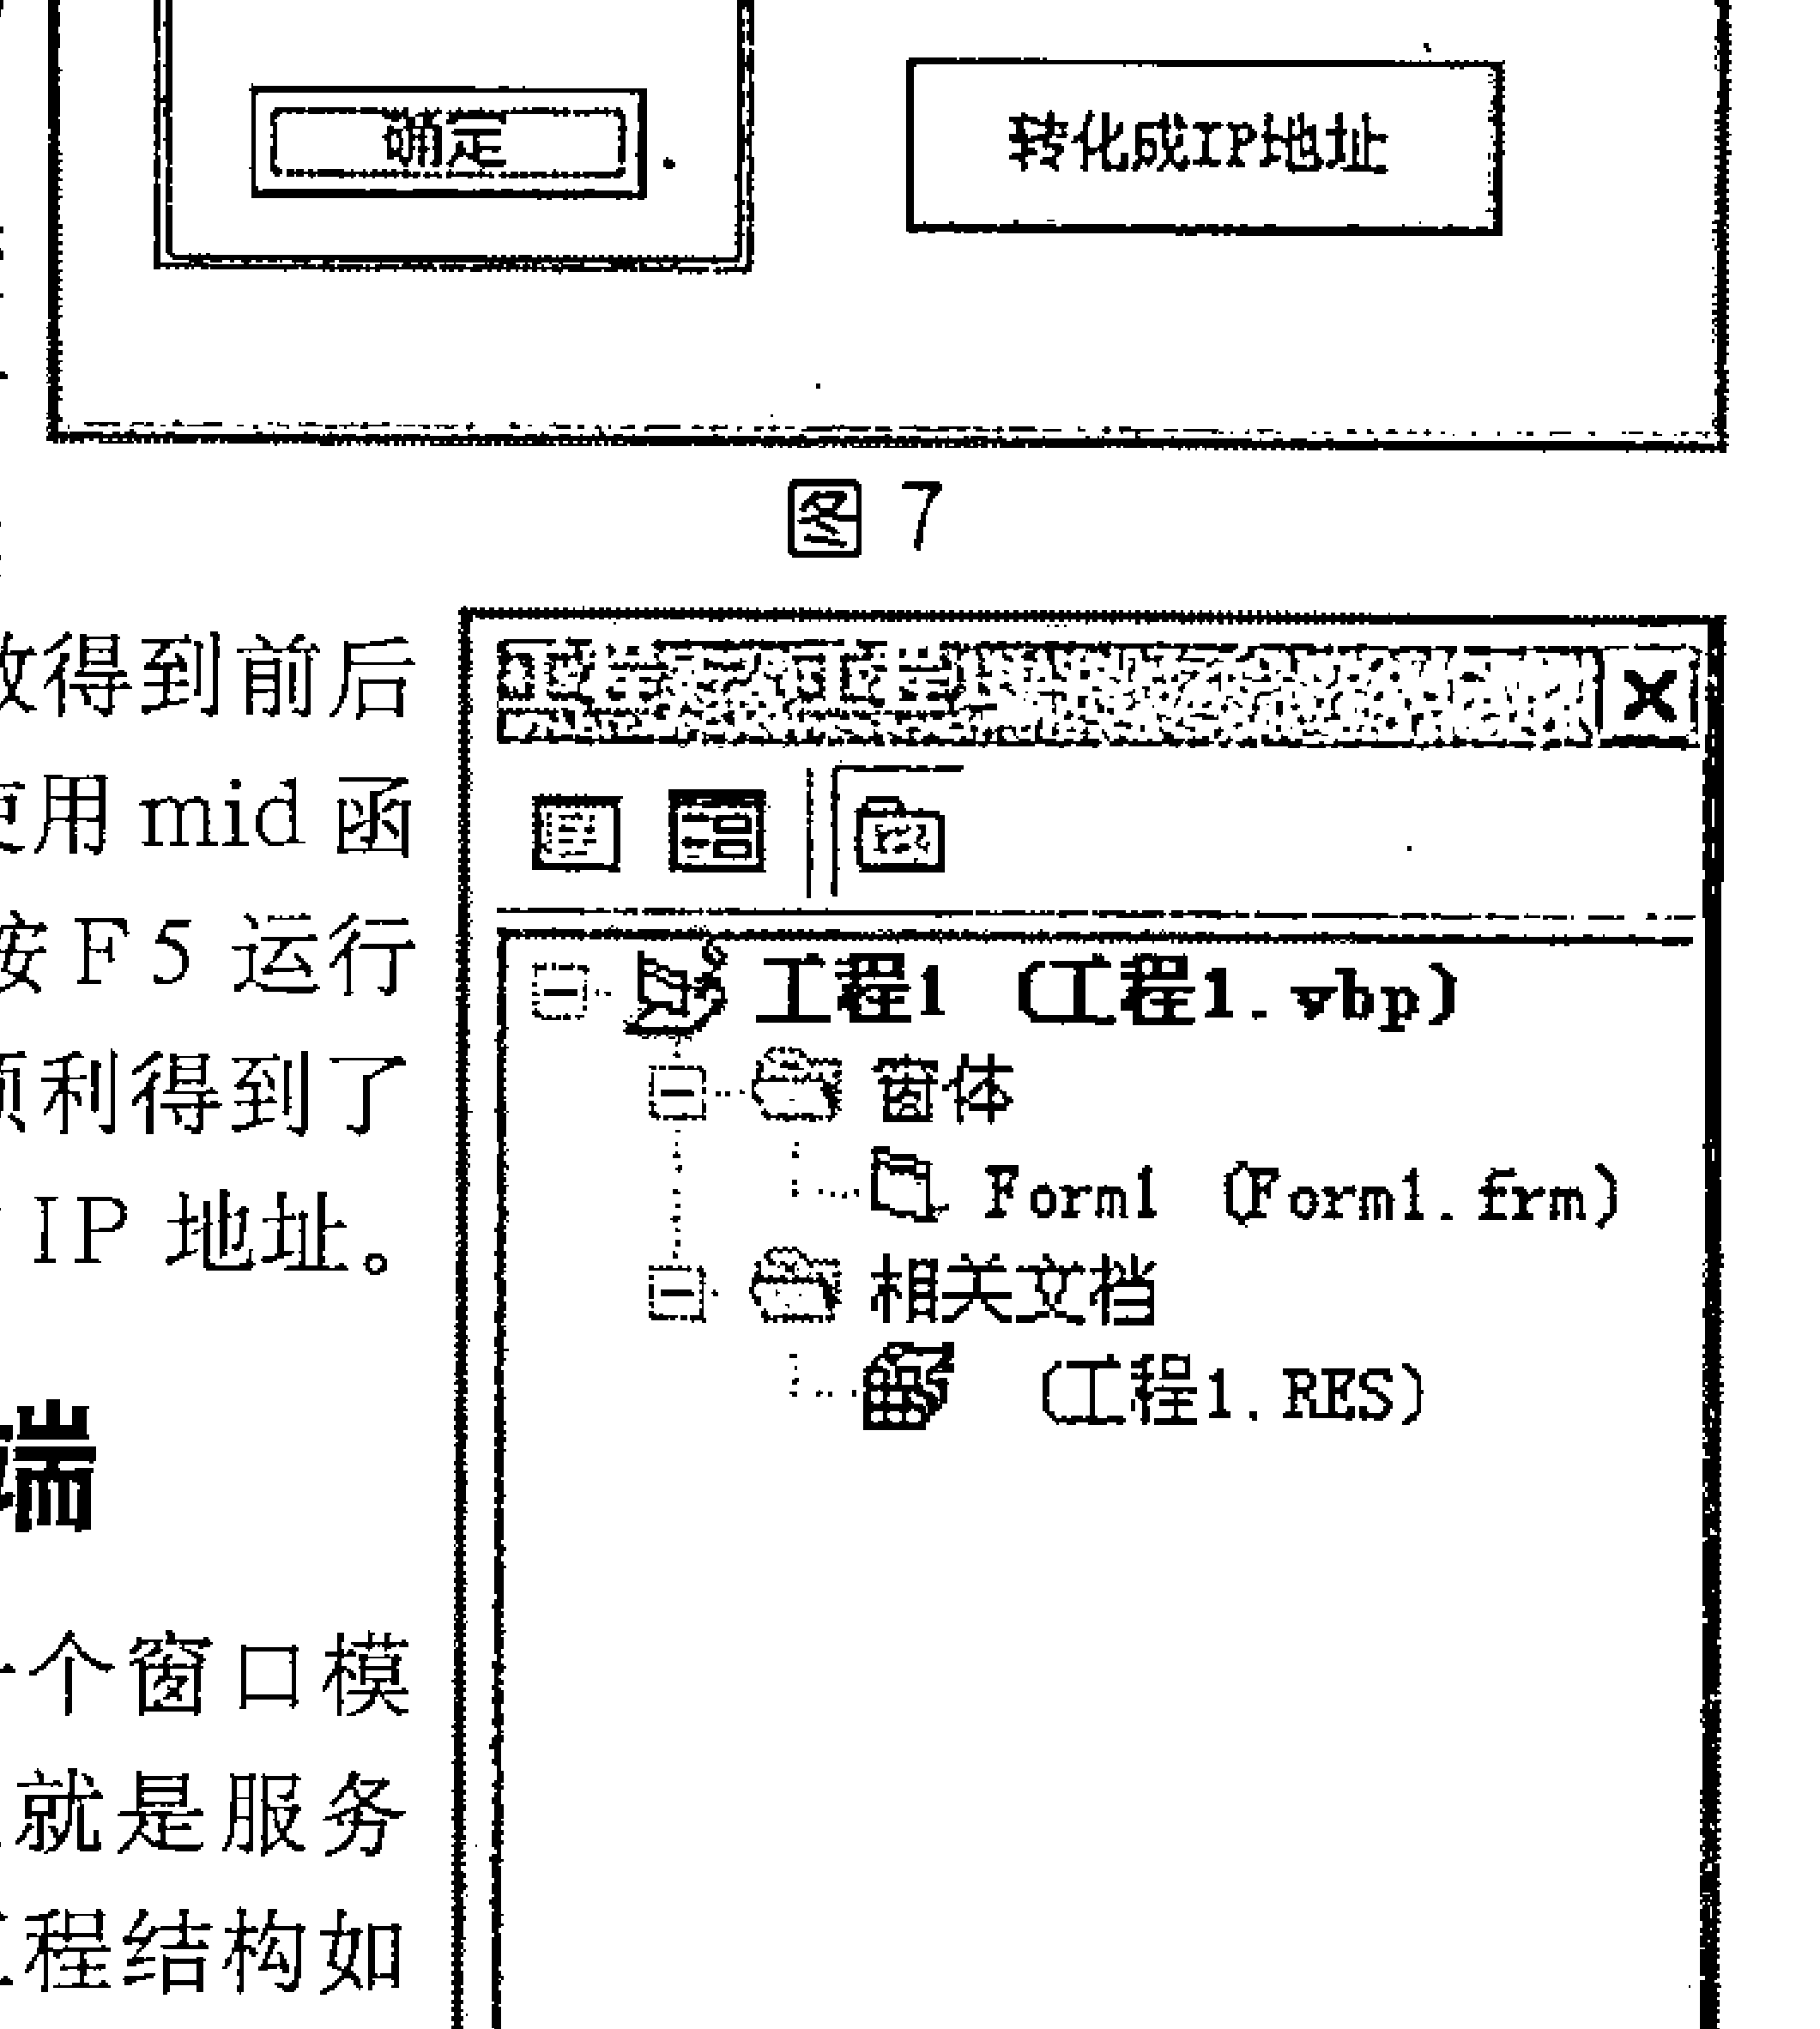 确定
转化成IP地址
图 7
得到前后
使用 mid 函
按 F5 运行
顺利得到了
IP 地址。
端
一个窗口模
就是服务
工程结构如
工程1 (工程1.vbp)
窗体
Form1 (Form1.frm)
相关文档
(工程1.RES)